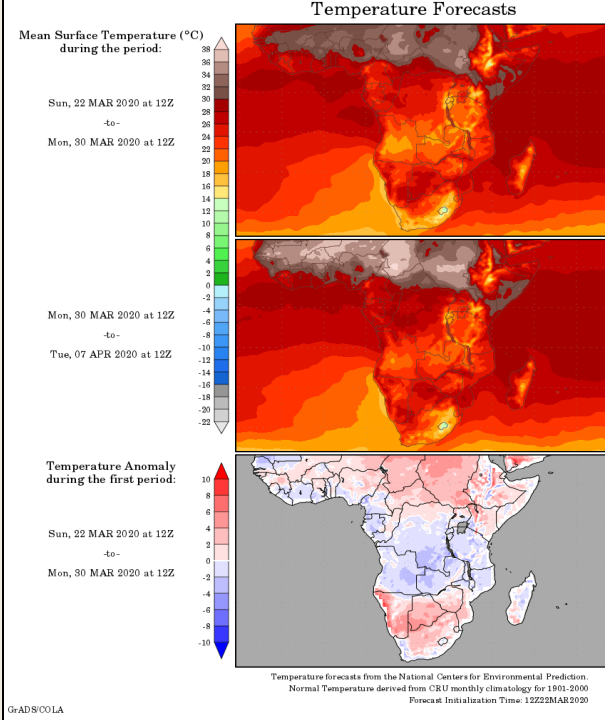 Temperature Forecasts
Mean Surface Temperature (°C)
during the period:
Sun, 22 MAR 2020 at 12Z
-to-
Mon, 30 MAR 2020 at 12Z
38
36
34
32
30
28
26
24
22
20
18
16
14
12
10
8
6
4
2
0
-2
-4
-6
-8
-10
-12
-14
-16
-18
-20
-22
Mon, 30 MAR 2020 at 12Z
-to-
Tue, 07 APR 2020 at 12Z
Temperature Anomaly
during the first period:
Sun, 22 MAR 2020 at 12Z
-to-
Mon, 30 MAR 2020 at 12Z
10
8
6
4
2
0
-2
-4
-6
-8
-10
Temperature forecasts from the National Centers for Environmental Prediction.
Normal Temperature derived from CRU monthly climatology for 1901-2000
Forecast Initialization Time: 12Z22MAR2020
GrADS/COLA